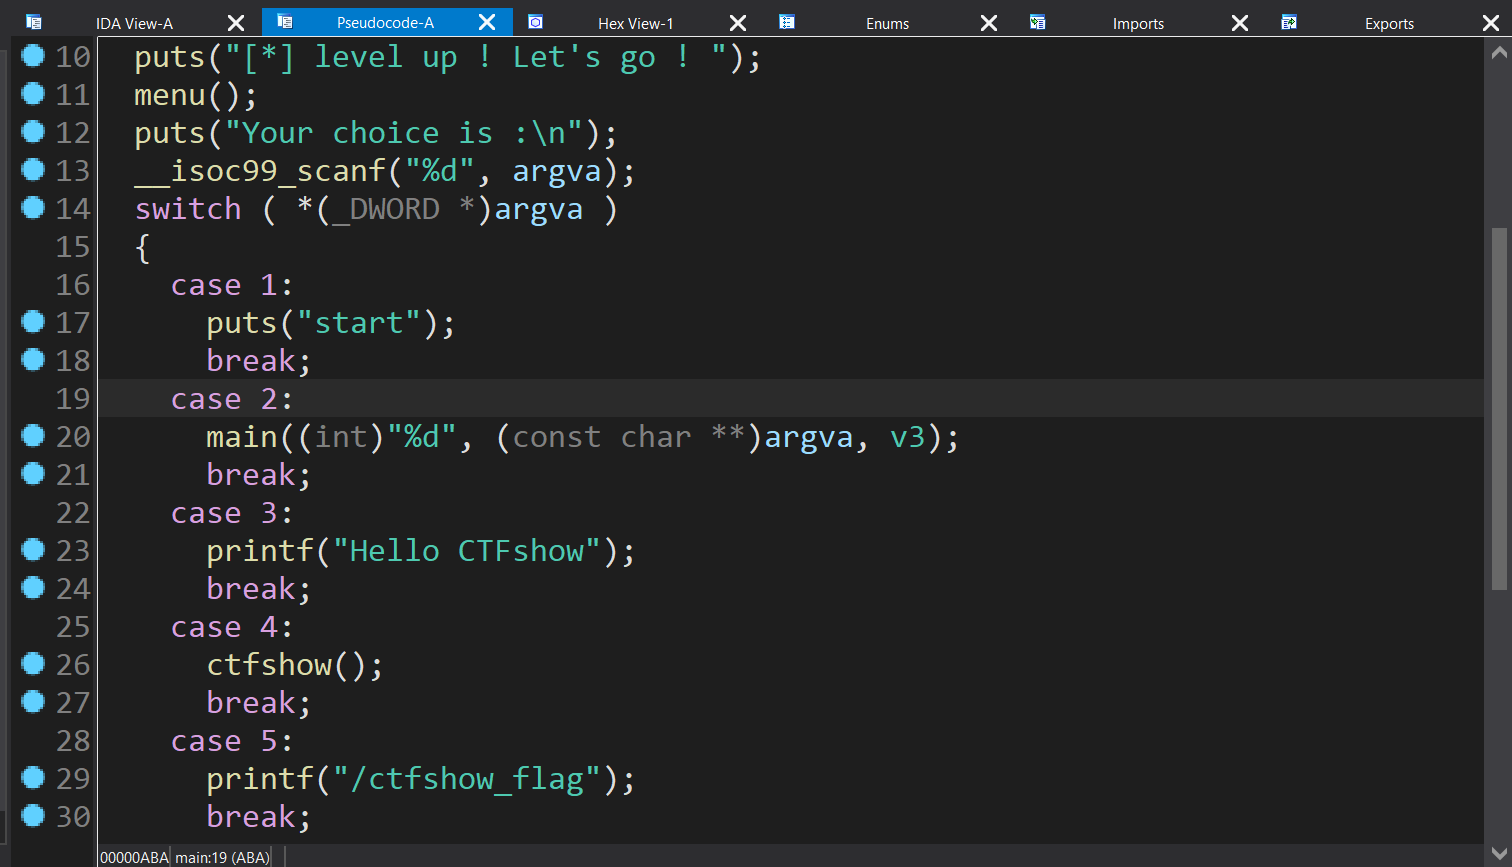 IDA View-A Pseudocode-A Hex View-1 Enums Imports Exports
10 puts("[*] level up ! Let's go ! ");
11 menu();
12 puts("Your choice is :\n");
13 __isoc99_scanf("%d", argva);
14 switch ( *(_DWORD *)argva )
15 {
16 case 1:
17 puts("start");
18 break;
19 case 2:
20 main((int)"%d", (const char **)argva, v3);
21 break;
22 case 3:
23 printf("Hello CTFshow");
24 break;
25 case 4:
26 ctfshow();
27 break;
28 case 5:
29 printf("/ctfshow_flag");
30 break;
00000ABA main:19 (ABA)